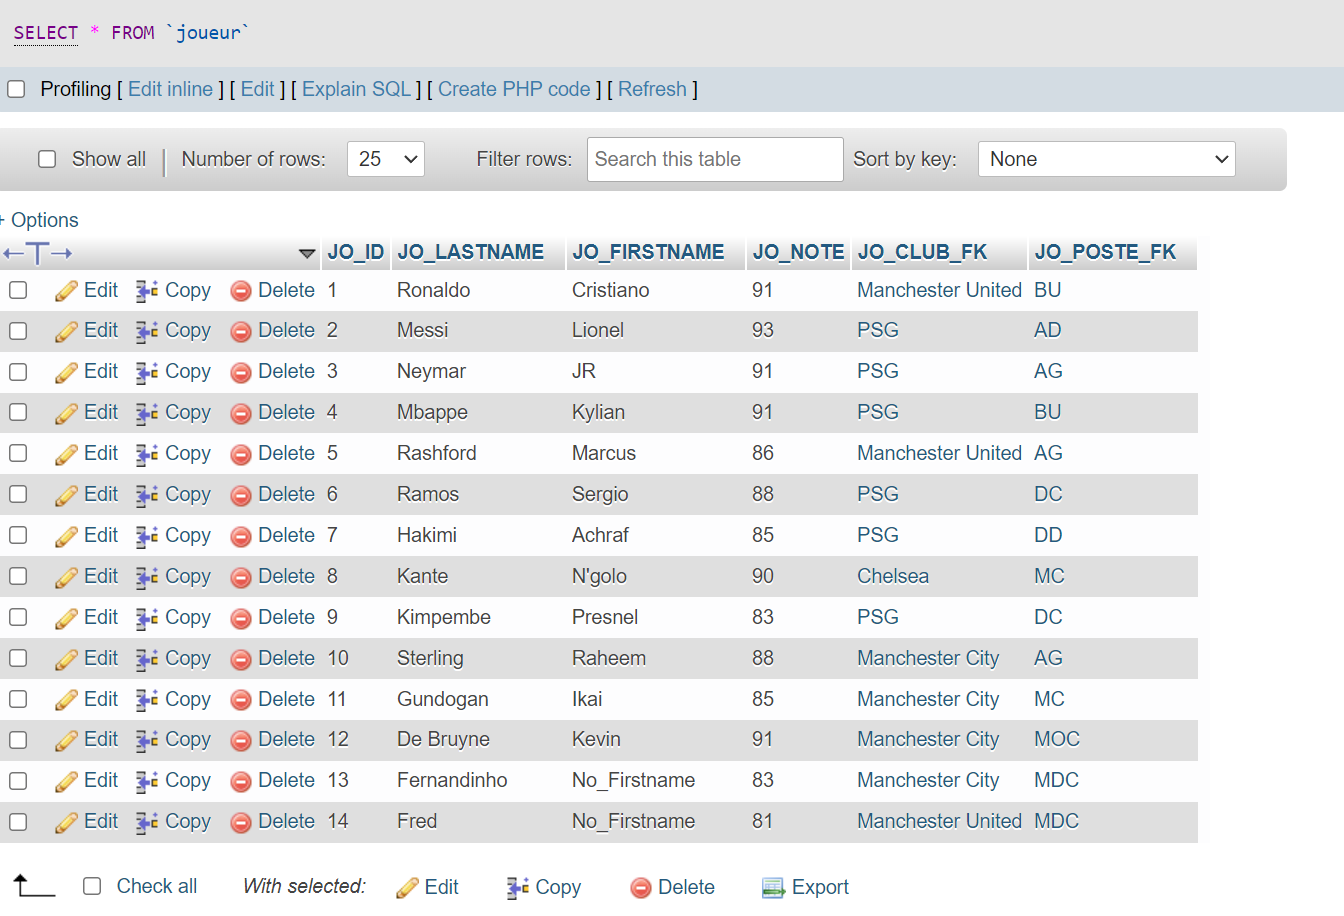 SELECT * FROM `joueur`
Profiling [ Edit inline ] [ Edit ] [ Explain SQL ] [ Create PHP code ] [ Refresh ]
Show all Number of rows: 25 Filter rows: Search this table Sort by key: None
+ Options
←T→ JO_ID JO_LASTNAME JO_FIRSTNAME JO_NOTE JO_CLUB_FK JO_POSTE_FK
Edit Copy Delete 1 Ronaldo Cristiano 91 Manchester United BU
Edit Copy Delete 2 Messi Lionel 93 PSG AD
Edit Copy Delete 3 Neymar JR 91 PSG AG
Edit Copy Delete 4 Mbappe Kylian 91 PSG BU
Edit Copy Delete 5 Rashford Marcus 86 Manchester United AG
Edit Copy Delete 6 Ramos Sergio 88 PSG DC
Edit Copy Delete 7 Hakimi Achraf 85 PSG DD
Edit Copy Delete 8 Kante N'golo 90 Chelsea MC
Edit Copy Delete 9 Kimpembe Presnel 83 PSG DC
Edit Copy Delete 10 Sterling Raheem 88 Manchester City AG
Edit Copy Delete 11 Gundogan Ikai 85 Manchester City MC
Edit Copy Delete 12 De Bruyne Kevin 91 Manchester City MOC
Edit Copy Delete 13 Fernandinho No_Firstname 83 Manchester City MDC
Edit Copy Delete 14 Fred No_Firstname 81 Manchester United MDC
Check all With selected: Edit Copy Delete Export